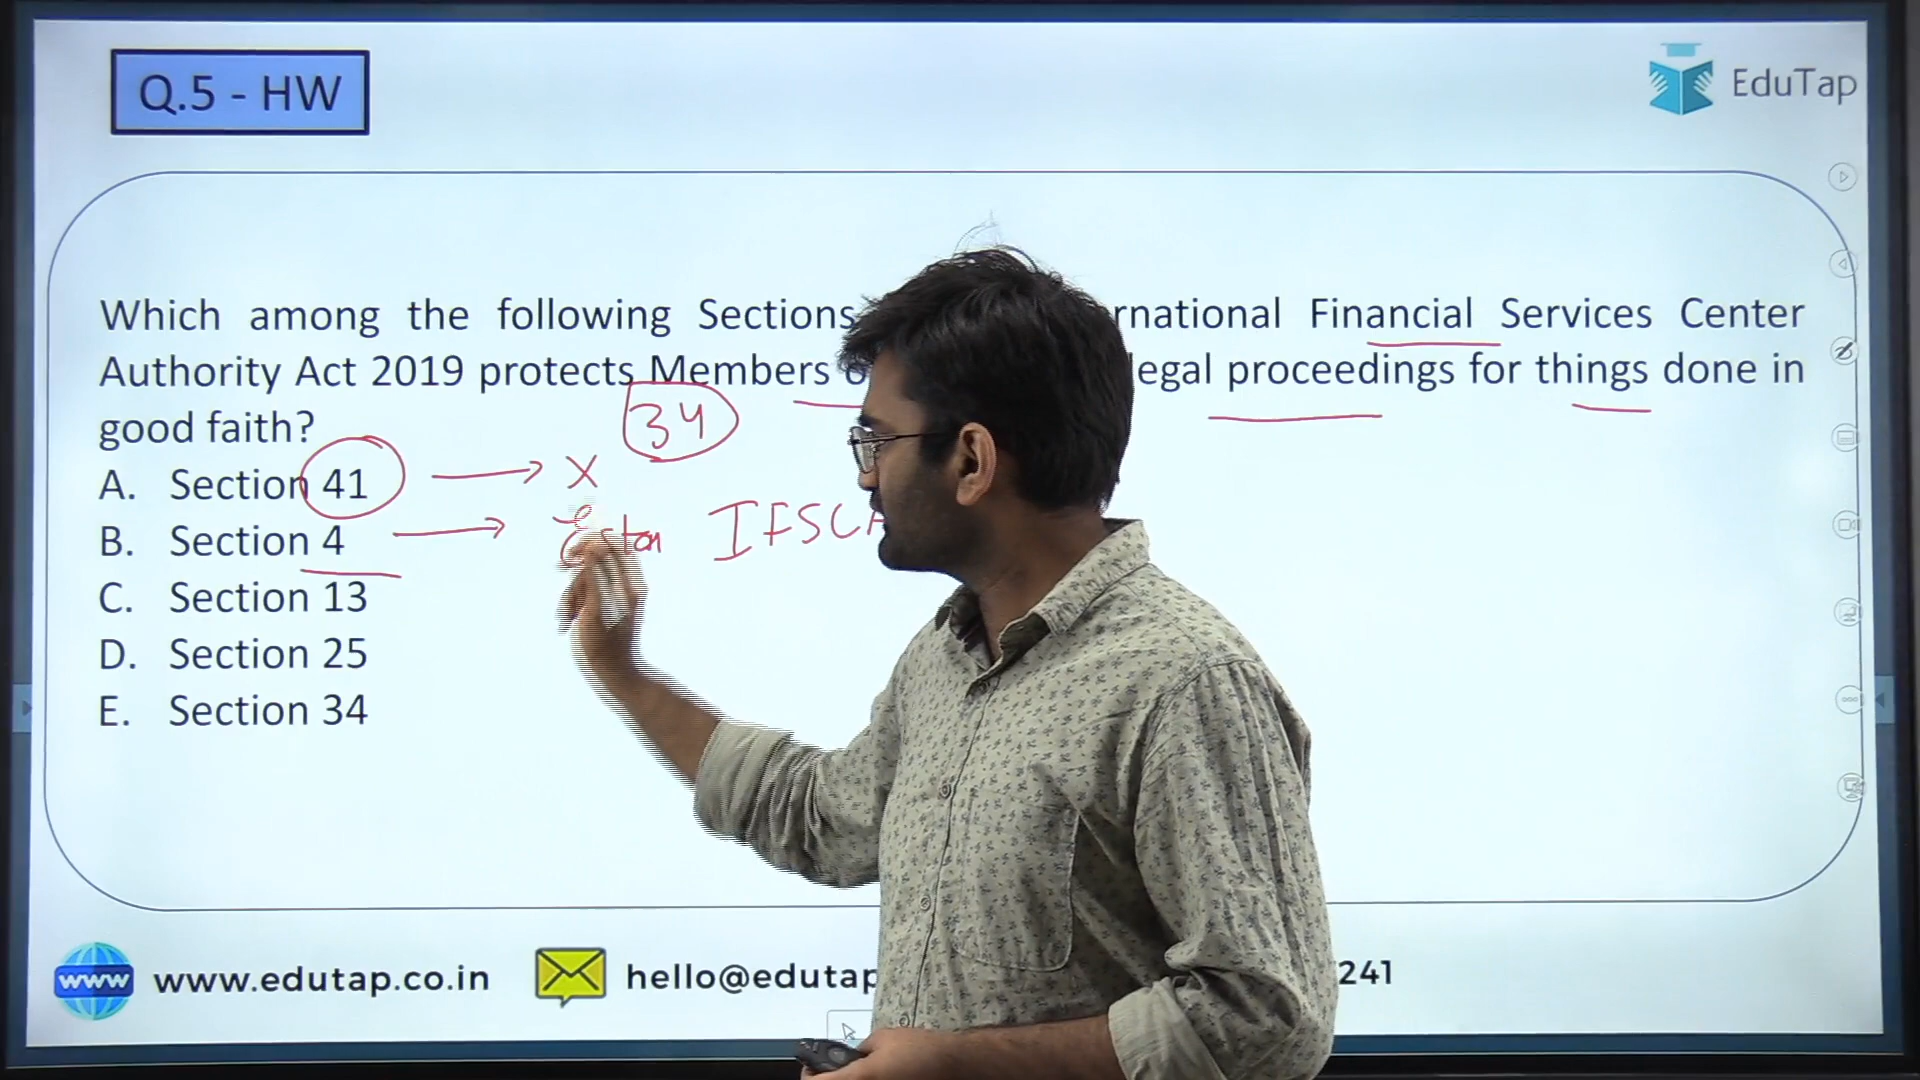 Q.5 - HW
EduTap
Which among the following Sections rnational Financial Services Center
Authority Act 2019 protects Members egal proceedings for things done in
good faith?
34
A. Section 41 → X
B. Section 4 → IFSCA
C. Section 13
D. Section 25
E. Section 34
www www.edutap.co.in hello@edutap 241